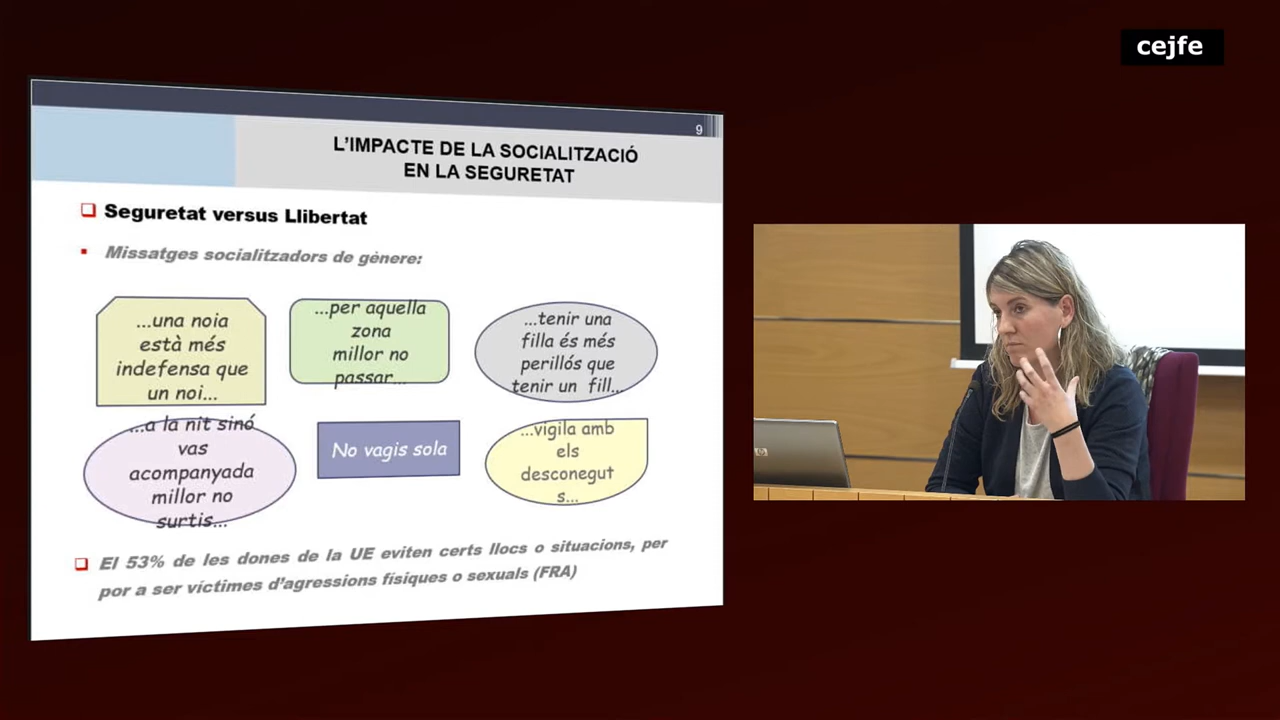 cejfe
9
L'IMPACTE DE LA SOCIALITZACIÓ
EN LA SEGURETAT
Seguretat versus Llibertat
Missatges socialitzadors de gènere:
...una noia
està més
indefensa que
un noi...
...per aquella
zona
millor no
passar...
...tenir una
filla és més
perillós que
tenir un fill...
...a la nit sinó
vas
acompanyada
millor no
surtis...
No vagis sola
...vigila amb
els
desconegut
s...
El 53% de les dones de la UE eviten certs llocs o situacions, per
por a ser víctimes d'agressions físiques o sexuals (FRA)
hp